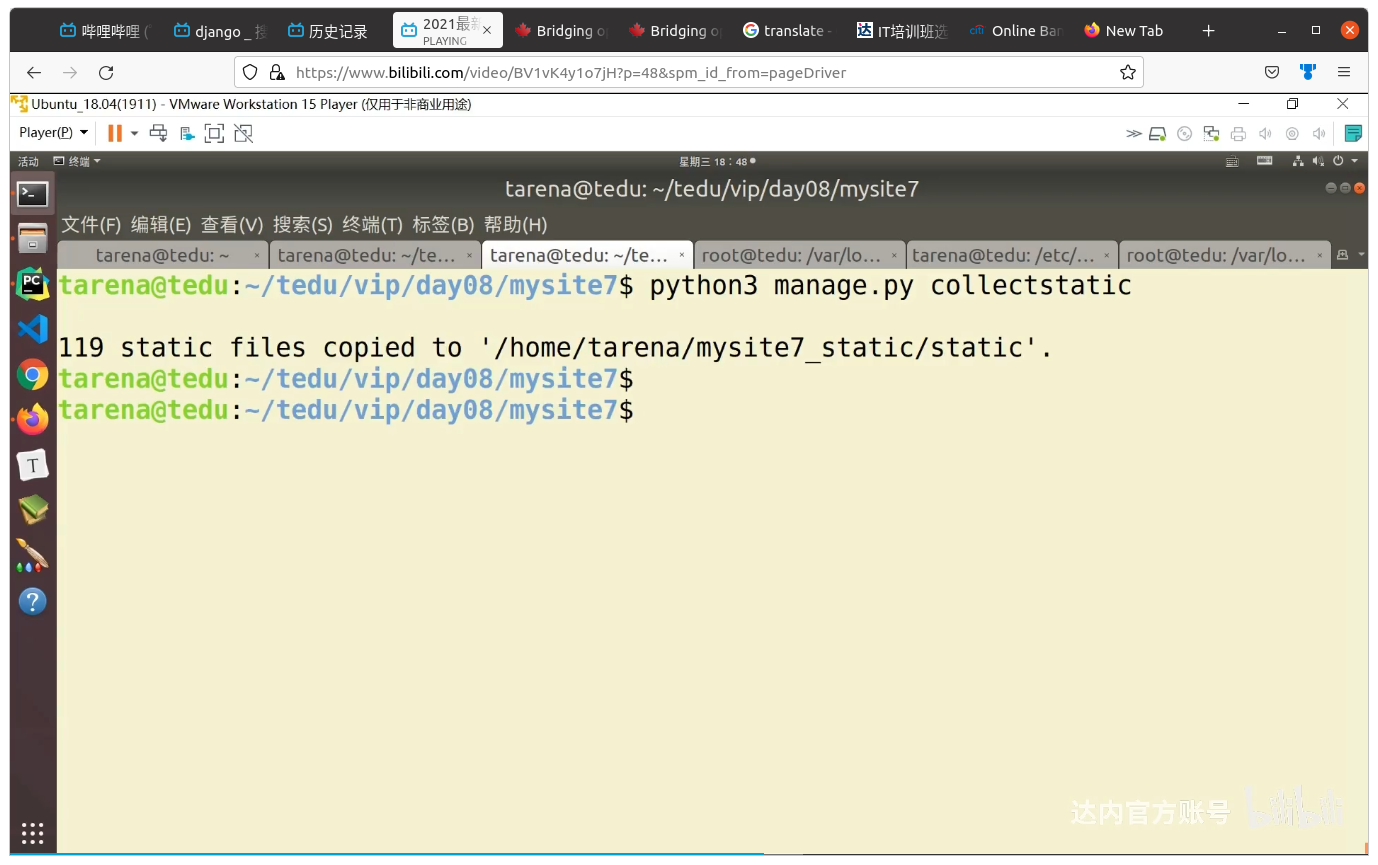 哔哩哔哩 (
django _ 搜
历史记录
2021最新
PLAYING
Bridging o
Bridging o
translate -
达 IT培训班选
citi Online Ban
New Tab
https://www.bilibili.com/video/BV1vK4y1o7jH?p=48&spm_id_from=pageDriver
Ubuntu_18.04(1911) - VMware Workstation 15 Player (仅用于非商业用途)
Player(P)
活动 终端 星期三 18：48
tarena@tedu: ~/tedu/vip/day08/mysite7
文件(F) 编辑(E) 查看(V) 搜索(S) 终端(T) 标签(B) 帮助(H)
tarena@tedu: ~
tarena@tedu: ~/te...
tarena@tedu: ~/te...
root@tedu: /var/lo...
tarena@tedu: /etc/...
root@tedu: /var/lo...
PC
T
?
tarena@tedu:~/tedu/vip/day08/mysite7$ python3 manage.py collectstatic
119 static files copied to '/home/tarena/mysite7_static/static'.
tarena@tedu:~/tedu/vip/day08/mysite7$
tarena@tedu:~/tedu/vip/day08/mysite7$
达内官方账号 bilibili